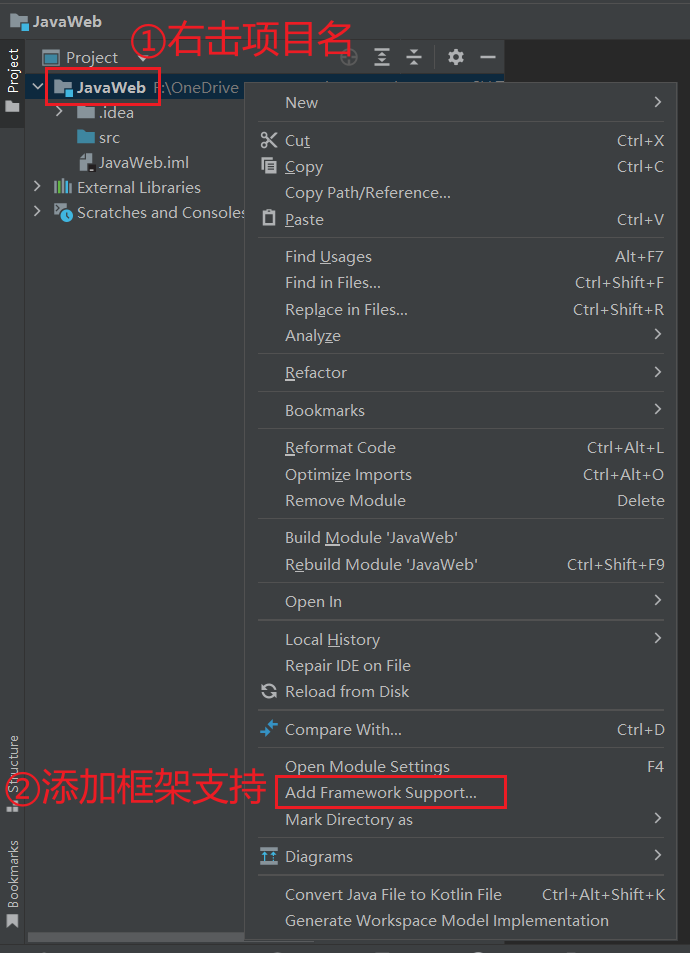 JavaWeb
Project
①右击项目名
Project
JavaWeb F:\OneDrive
.idea
src
JavaWeb.iml
External Libraries
Scratches and Consoles
New
Cut Ctrl+X
Copy Ctrl+C
Copy Path/Reference...
Paste Ctrl+V
Find Usages Alt+F7
Find in Files... Ctrl+Shift+F
Replace in Files... Ctrl+Shift+R
Analyze
Refactor
Bookmarks
Reformat Code Ctrl+Alt+L
Optimize Imports Ctrl+Alt+O
Remove Module Delete
Build Module 'JavaWeb'
Rebuild Module 'JavaWeb' Ctrl+Shift+F9
Open In
Local History
Repair IDE on File
Reload from Disk
Compare With... Ctrl+D
Open Module Settings F4
②添加框架支持
Add Framework Support...
Mark Directory as
Diagrams
Convert Java File to Kotlin File Ctrl+Alt+Shift+K
Generate Workspace Model Implementation
Structure
Bookmarks